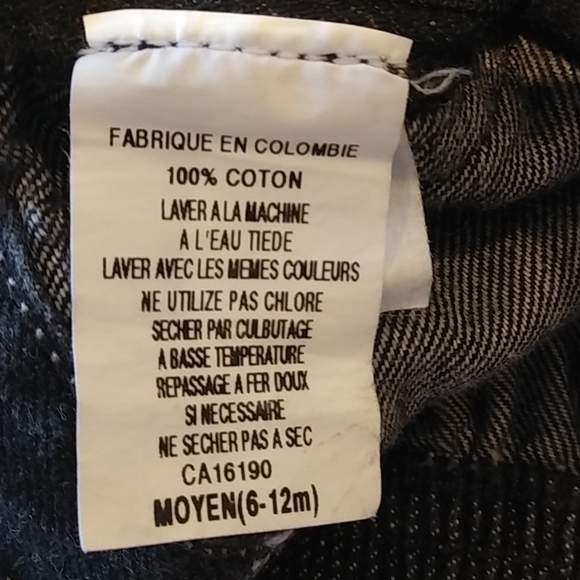 FABRIQUE EN COLOMBIE
100% COTON
LAVER A LA MACHINE
A L'EAU TIEDE
LAVER AVEC LES MEMES COULEURS
NE UTILIZE PAS CHLORE
SECHER PAR CULBUTAGE
A BASSE TEMPERATURE
REPASSAGE A FER DOUX
SI NECESSAIRE
NE SECHER PAS A SEC
CA16190
MOYEN(6-12m)